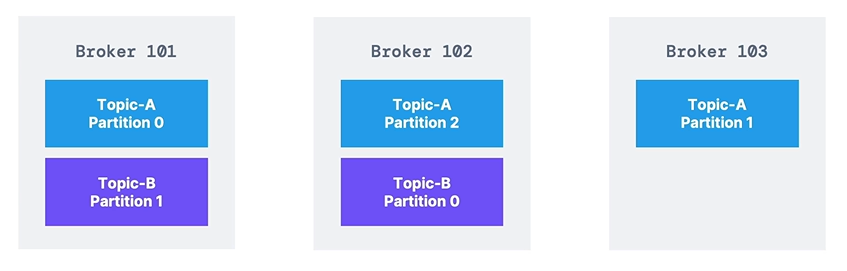 Broker 101
Topic-A
Partition 0
Topic-B
Partition 1
Broker 102
Topic-A
Partition 2
Topic-B
Partition 0
Broker 103
Topic-A
Partition 1